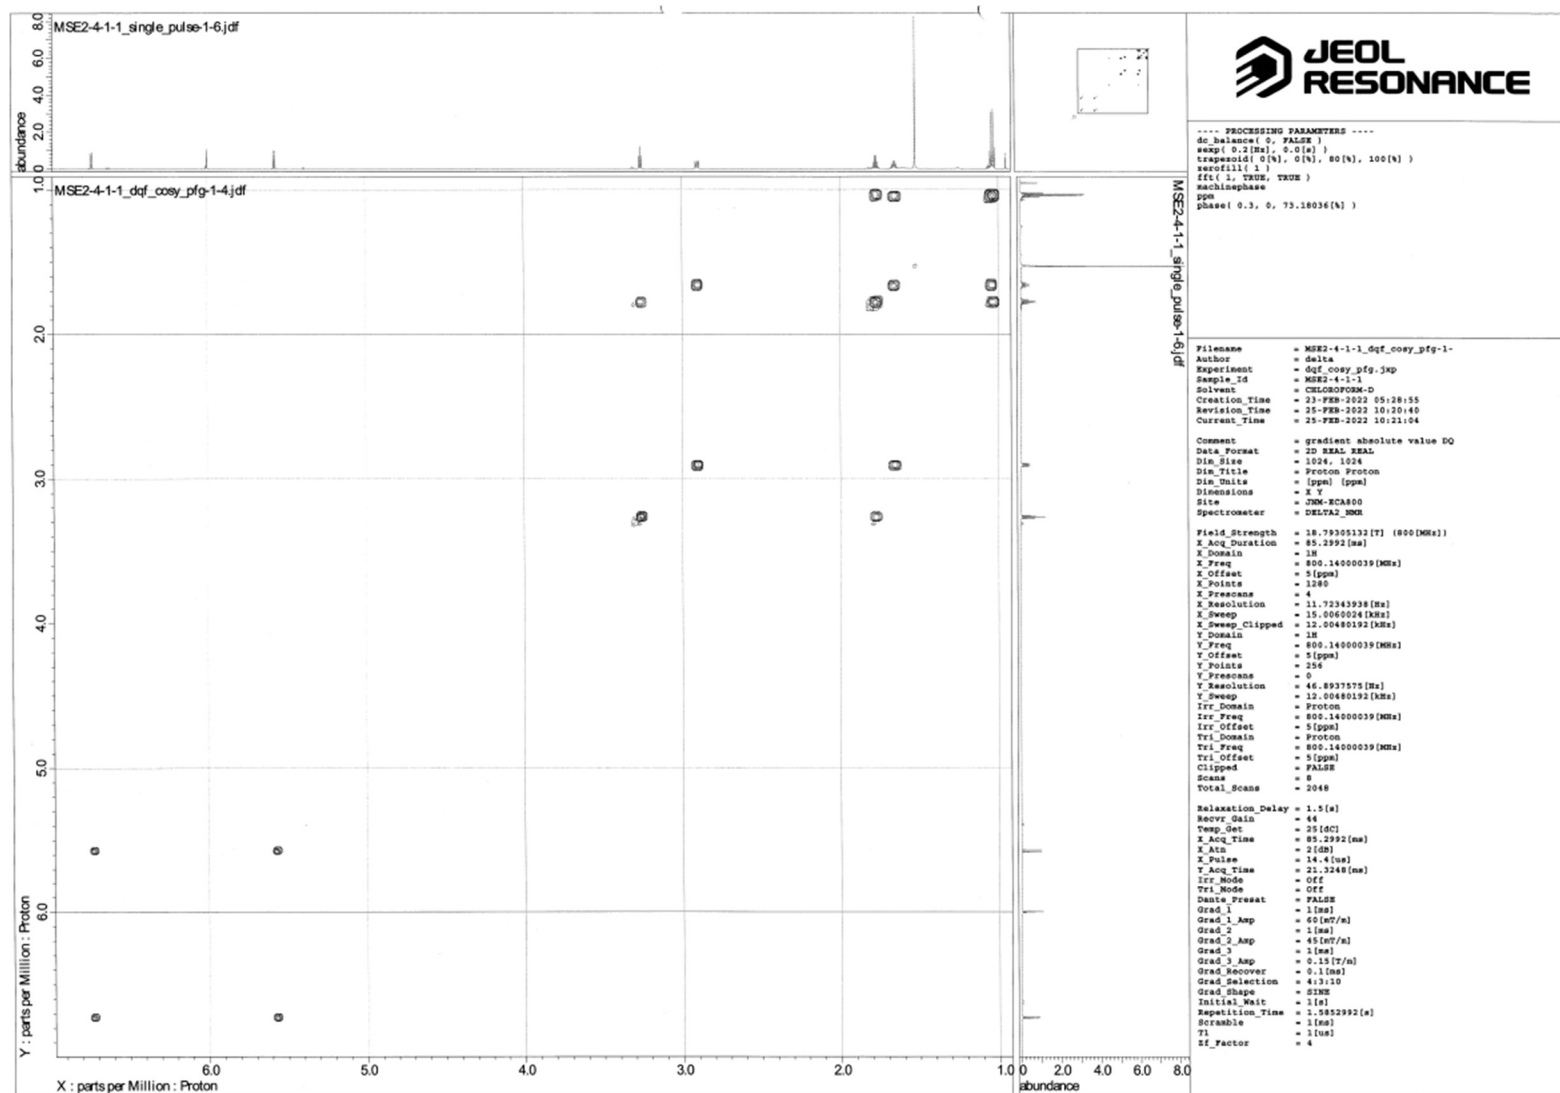 MSE2-4-1-1_single_pulse-1-6.jdf
abundance
0 2.0 4.0 6.0 8.0
MSE2-4-1-1_dqf_cosy_pfg-1-4.jdf
Y : parts per Million : Proton
1.0 2.0 3.0 4.0 5.0 6.0
6.0 5.0 4.0 3.0 2.0 1.0
X : parts per Million : Proton
MSE2-4-1-1_single_pulse-1-6.jdf
0 2.0 4.0 6.0 8.0
abundance
JEOL
RESONANCE
---- PROCESSING PARAMETERS ----
dc_balance( 0, FALSE )
sexp( 0.2[Hz], 0.0[s] )
trapezoid( 0[%], 0[%], 80[%], 100[%] )
zerofill( 1 )
fft( 1, TRUE, TRUE )
machinephase
ppm
phase( 0.3, 0, 73.18036[%] )
Filename = MSE2-4-1-1_dqf_cosy_pfg-1-
Author = delta
Experiment = dqf_cosy_pfg.jxp
Sample_Id = MSE2-4-1-1
Solvent = CHLOROFORM-D
Creation_Time = 23-FEB-2022 05:28:55
Revision_Time = 25-FEB-2022 10:20:40
Current_Time = 25-FEB-2022 10:21:04
Comment = gradient absolute value DQ
Data_Format = 2D REAL REAL
Dim_Size = 1024, 1024
Dim_Title = Proton Proton
Dim_Units = [ppm] [ppm]
Dimensions = X Y
Site = JNM-ECA800
Spectrometer = DELTA2_NMR
Field_Strength = 18.79305132[T] (800[MHz])
X_Acq_Duration = 85.2992[ms]
X_Domain = 1H
X_Freq = 800.14000039[MHz]
X_Offset = 5[ppm]
X_Points = 1280
X_Prescans = 4
X_Resolution = 11.72343938[Hz]
X_Sweep = 15.0060024[kHz]
X_Sweep_Clipped = 12.00480192[kHz]
Y_Domain = 1H
Y_Freq = 800.14000039[MHz]
Y_Offset = 5[ppm]
Y_Points = 256
Y_Prescans = 0
Y_Resolution = 46.8937575[Hz]
Y_Sweep = 12.00480192[kHz]
Irr_Domain = Proton
Irr_Freq = 800.14000039[MHz]
Irr_Offset = 5[ppm]
Tri_Domain = Proton
Tri_Freq = 800.14000039[MHz]
Tri_Offset = 5[ppm]
Clipped = FALSE
Scans = 8
Total_Scans = 2048
Relaxation_Delay = 1.5[s]
Recvr_Gain = 44
Temp_Get = 25[dC]
X_Acq_Time = 85.2992[ms]
X_Atn = 2[dB]
X_Pulse = 14.4[us]
Y_Acq_Time = 21.3248[ms]
Irr_Mode = Off
Tri_Mode = Off
Dante_Presat = FALSE
Grad_1 = 1[ms]
Grad_1_Amp = 60[mT/m]
Grad_2 = 1[ms]
Grad_2_Amp = 45[mT/m]
Grad_3 = 1[ms]
Grad_3_Amp = 0.15[T/m]
Grad_Recover = 0.1[ms]
Grad_Selection = 4:3:10
Grad_Shape = SINE
Initial_Wait = 1[s]
Repetition_Time = 1.5852992[s]
Scramble = 1[ms]
T1 = 1[us]
Zf_Factor = 4